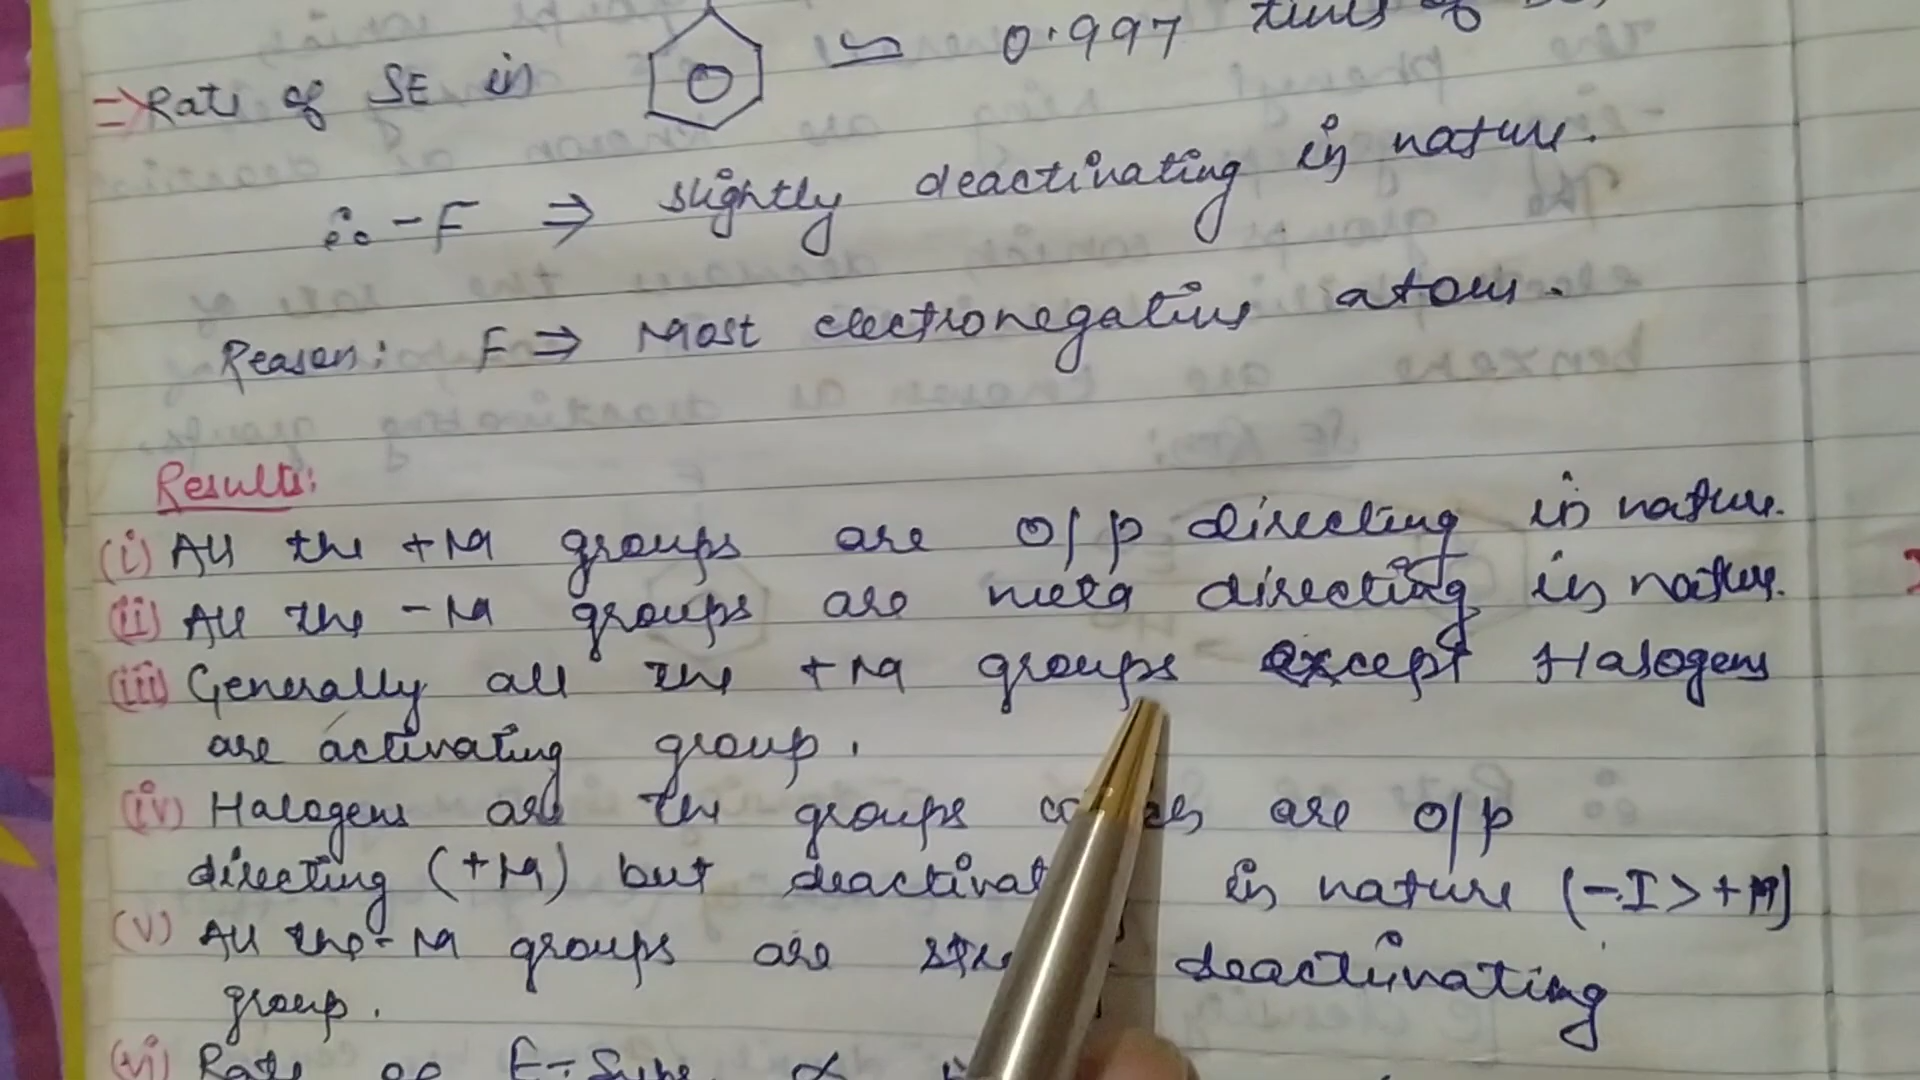 ⇒ Rate of SE in ≃ 0.997 times of
∴ -F ⇒ slightly deactivating in nature.
Reason: F ⇒ Most electronegative atom.
Results:
(i) All the +M groups are o/p directing in nature.
(ii) All the -M groups are meta directing in nature.
(iii) Generally all the +M groups except Halogens
are activating group.
(iv) Halogens are the groups are o/p
directing (+M) but in nature (-I > +M)
(v) All the -M groups are deactivating
group.
(vi) Rate of